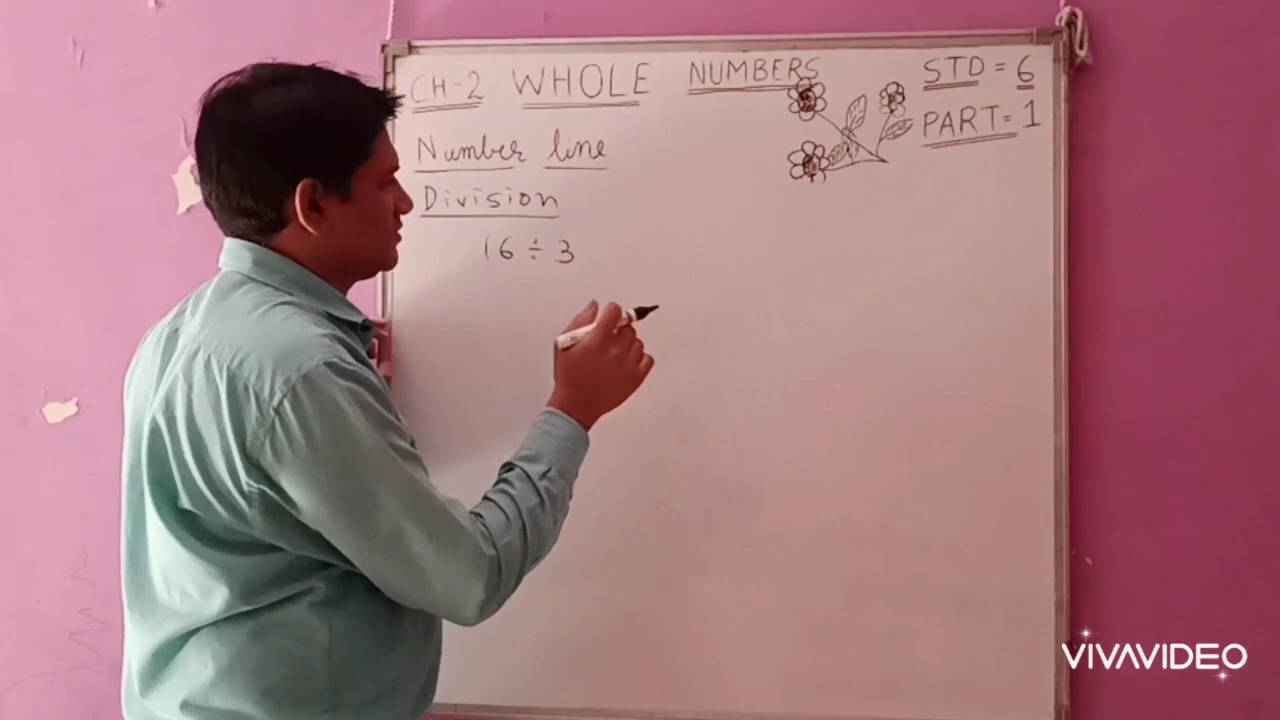 CH-2 WHOLE NUMBERS
STD = 6
PART = 1
Number line
Division
16 ÷ 3
VIVAVIDEO